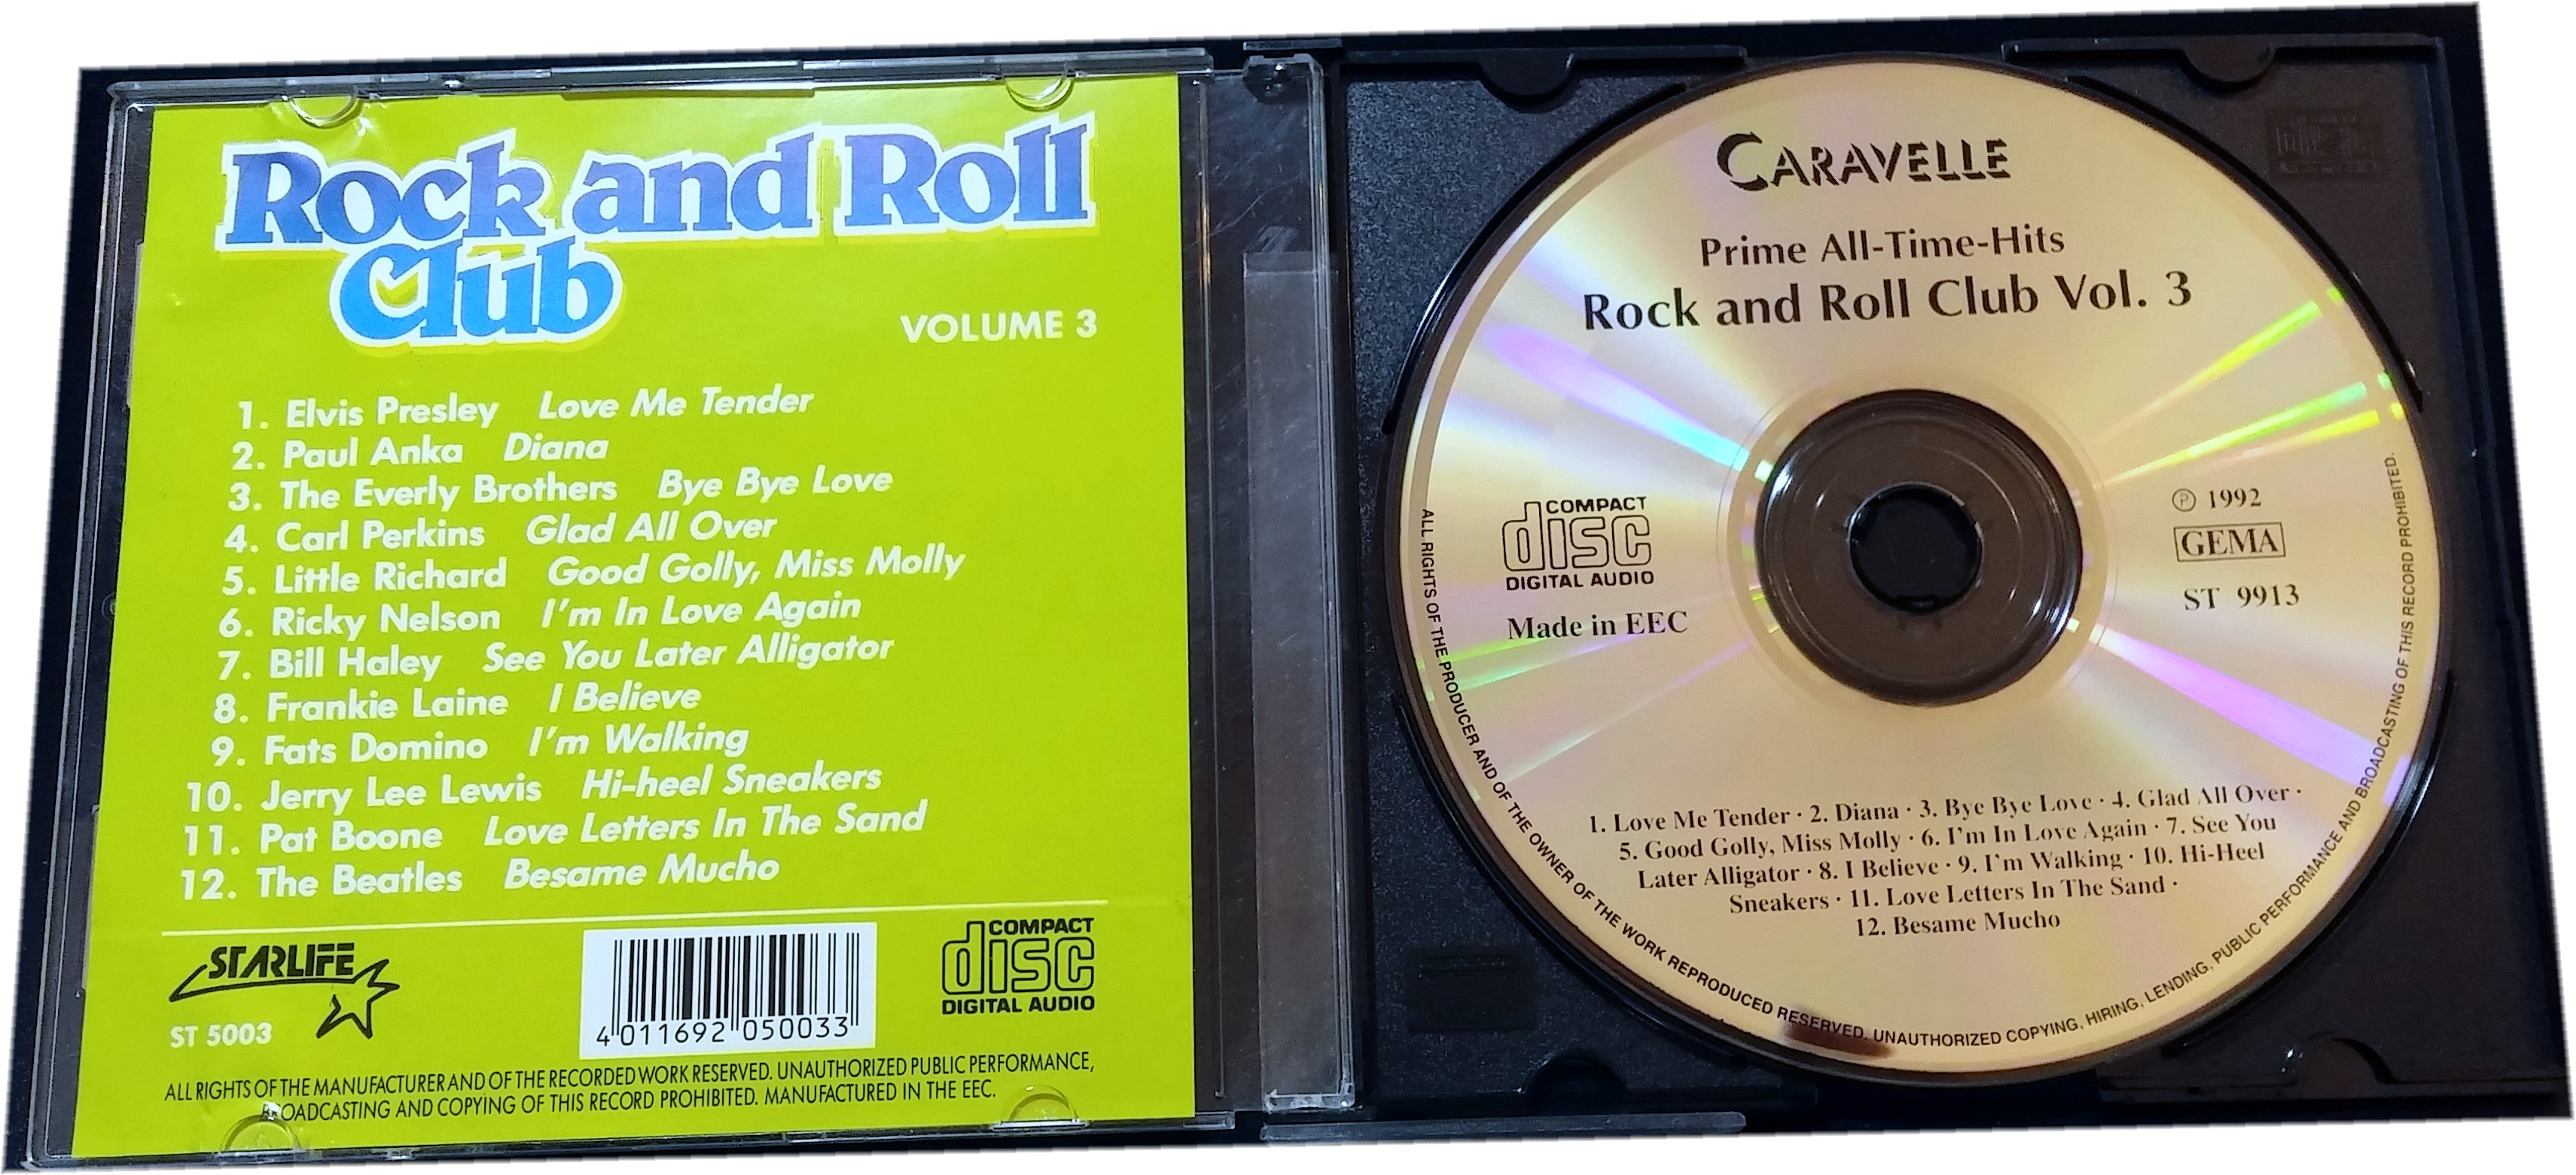 Rock and Roll
Club
VOLUME 3
1. Elvis Presley Love Me Tender
2. Paul Anka Diana
3. The Everly Brothers Bye Bye Love
4. Carl Perkins Glad All Over
5. Little Richard Good Golly, Miss Molly
6. Ricky Nelson I'm In Love Again
7. Bill Haley See You Later Alligator
8. Frankie Laine I Believe
9. Fats Domino I'm Walking
10. Jerry Lee Lewis Hi-heel Sneakers
11. Pat Boone Love Letters In The Sand
12. The Beatles Besame Mucho
STARLIFE
ST 5003
4 011692 050033
COMPACT
disc
DIGITAL AUDIO
ALL RIGHTS OF THE MANUFACTURER AND OF THE RECORDED WORK RESERVED. UNAUTHORIZED PUBLIC PERFORMANCE,
BROADCASTING AND COPYING OF THIS RECORD PROHIBITED. MANUFACTURED IN THE EEC.
CARAVELLE
Prime All-Time-Hits
Rock and Roll Club Vol. 3
COMPACT
disc
DIGITAL AUDIO
Made in EEC
℗ 1992
GEMA
ST 9913
1. Love Me Tender · 2. Diana · 3. Bye Bye Love · 4. Glad All Over ·
5. Good Golly, Miss Molly · 6. I'm In Love Again · 7. See You
Later Alligator · 8. I Believe · 9. I'm Walking · 10. Hi-Heel
Sneakers · 11. Love Letters In The Sand ·
12. Besame Mucho
ALL RIGHTS OF THE PRODUCER AND OF THE OWNER OF THE WORK REPRODUCED RESERVED. UNAUTHORIZED COPYING, HIRING, LENDING, PUBLIC PERFORMANCE AND BROADCASTING OF THIS RECORD PROHIBITED.